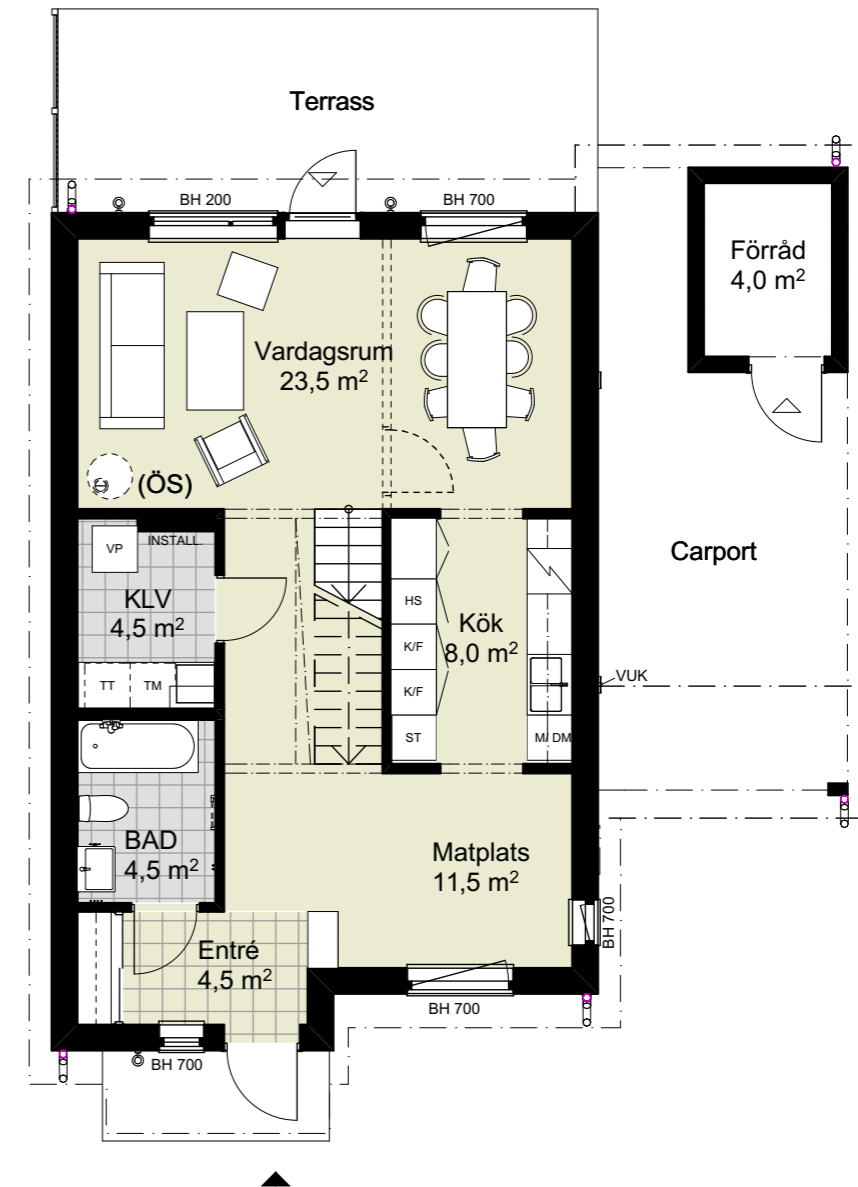 Terrass
BH 200
BH 700
Förråd
4,0 m²
Vardagsrum
23,5 m²
(ÖS)
VP
INSTALL.
KLV
4,5 m²
TT
TM
HS
K/F
K/F
ST
Kök
8,0 m²
M/DM
Carport
VUK
BAD
4,5 m²
Matplats
11,5 m²
Entré
4,5 m²
BH 700
BH 700
BH 700